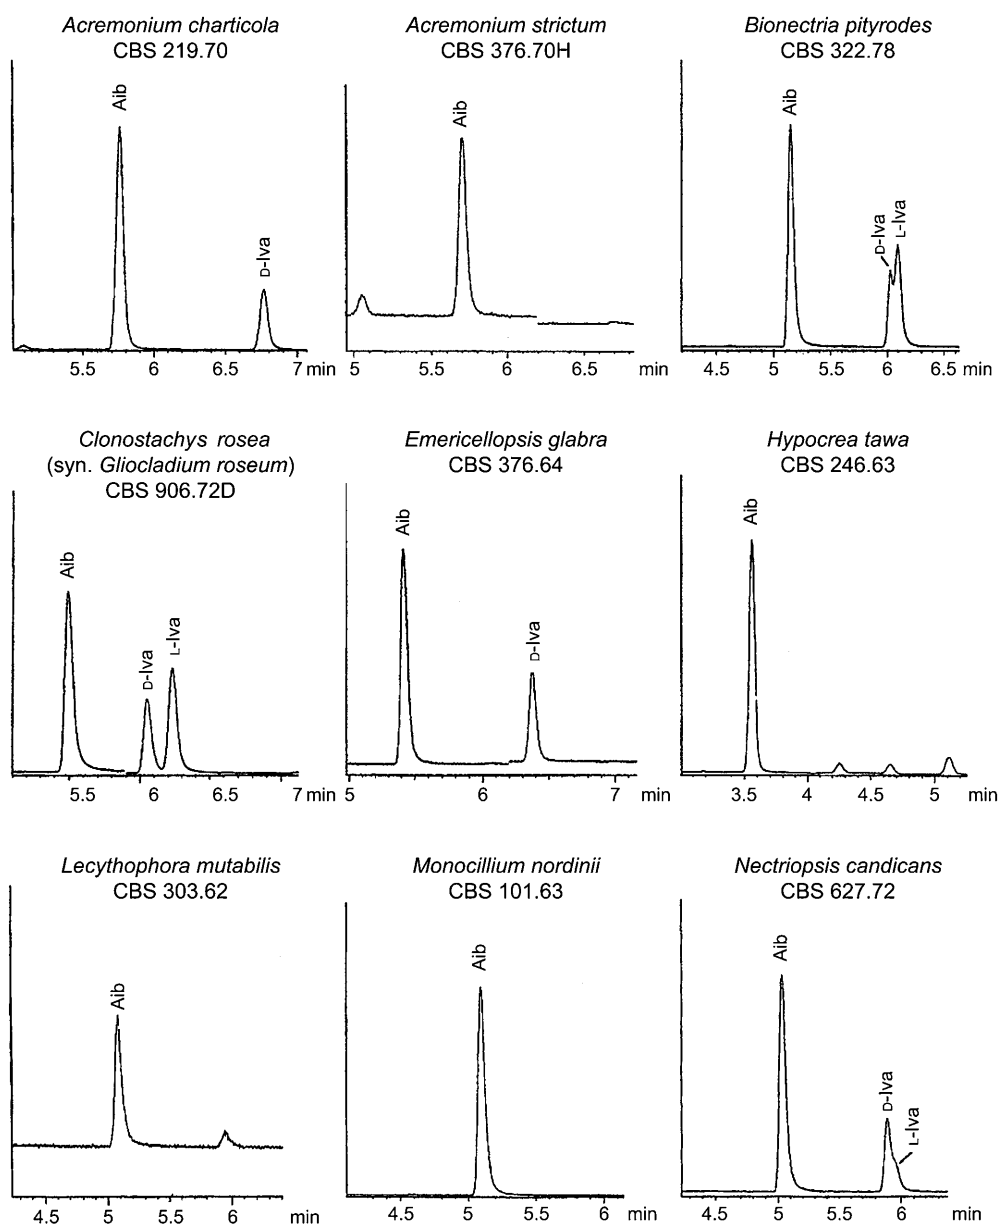 Acremonium charticola
CBS 219.70
Aib
D-Iva
5.5 6 6.5 7 min
Acremonium strictum
CBS 376.70H
Aib
5 5.5 6 6.5 min
Bionectria pityrodes
CBS 322.78
Aib
D-Iva
L-Iva
4.5 5 5.5 6 6.5 min
Clonostachys rosea
(syn. Gliocladium roseum)
CBS 906.72D
Aib
D-Iva
L-Iva
5.5 6 6.5 7 min
Emericellopsis glabra
CBS 376.64
Aib
D-Iva
5 6 7 min
Hypocrea tawa
CBS 246.63
Aib
3.5 4 4.5 5 min
Lecythophora mutabilis
CBS 303.62
Aib
4.5 5 5.5 6 min
Monocillium nordinii
CBS 101.63
Aib
4.5 5 5.5 6 min
Nectriopsis candicans
CBS 627.72
Aib
D-Iva
L-Iva
4.5 5 5.5 6 min